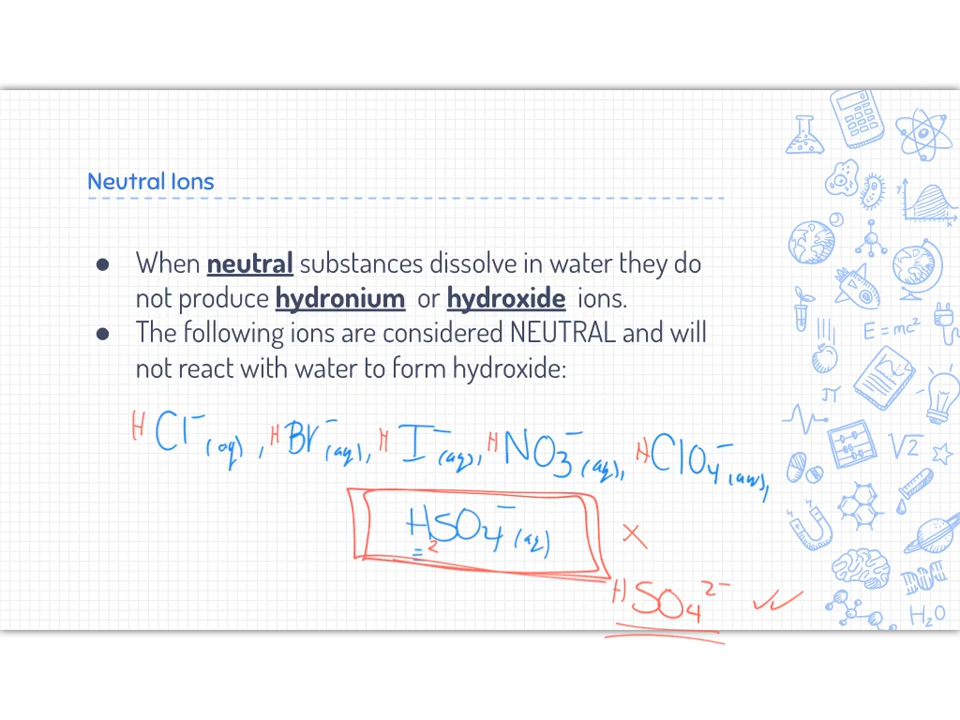 Neutral Ions
● When neutral substances dissolve in water they do
not produce hydronium or hydroxide ions.
● The following ions are considered NEUTRAL and will
not react with water to form hydroxide:
HCl⁻(aq), HBr⁻(aq), HI⁻(aq), HNO₃⁻(aq), HClO₄⁻(aq),
H₂SO₄⁻(aq) ×
HSO₄²⁻ ✓✓
y
x
E=mc²
π
√2
H₂O